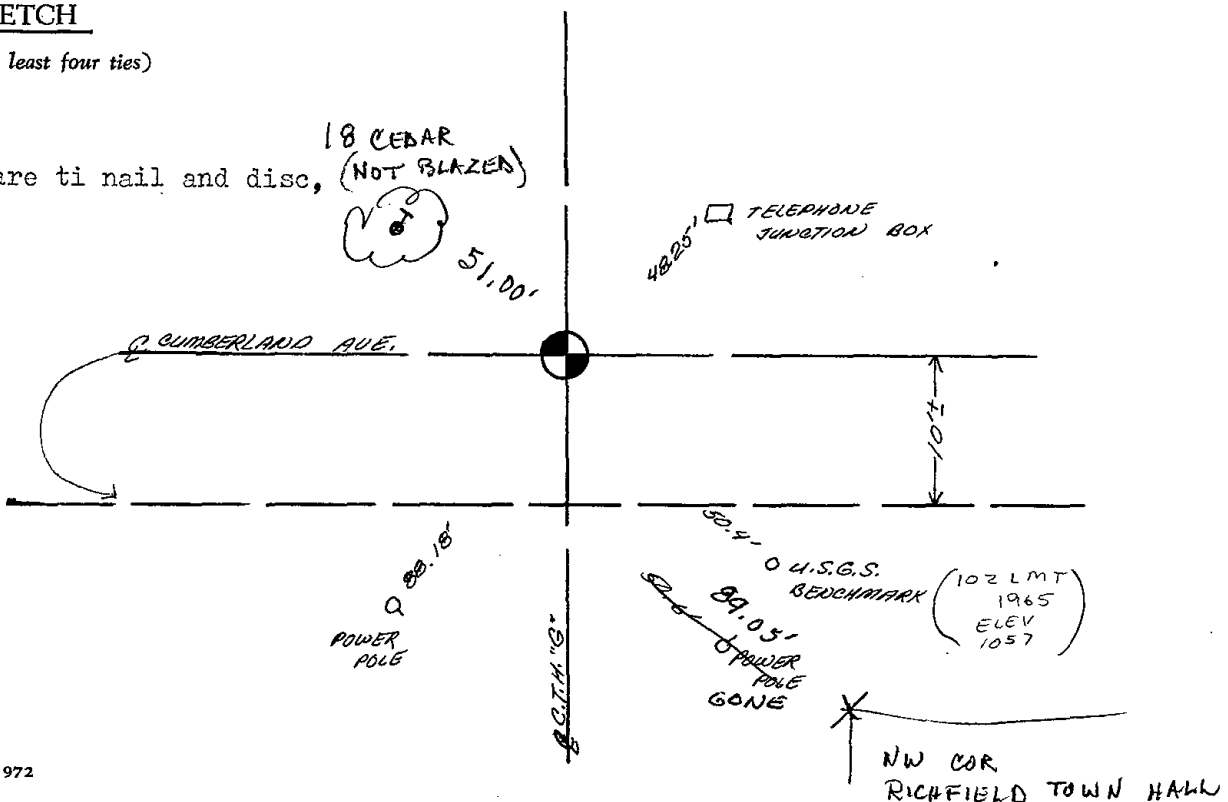 ETCH
least four ties)
18 CEDAR
(NOT BLAZED)
are ti nail and disc,
51.00'
48.25'
TELEPHONE
JUNCTION BOX
℄ CUMBERLAND AVE.
10'±
50.4'
88.18'
U.S.G.S.
BENCHMARK
(102 LMT
1965
ELEV
1057)
89.05'
POWER
POLE
POWER
POLE
GONE
℄ C.T.H. "G"
NW COR
RICHFIELD TOWN HALL
972